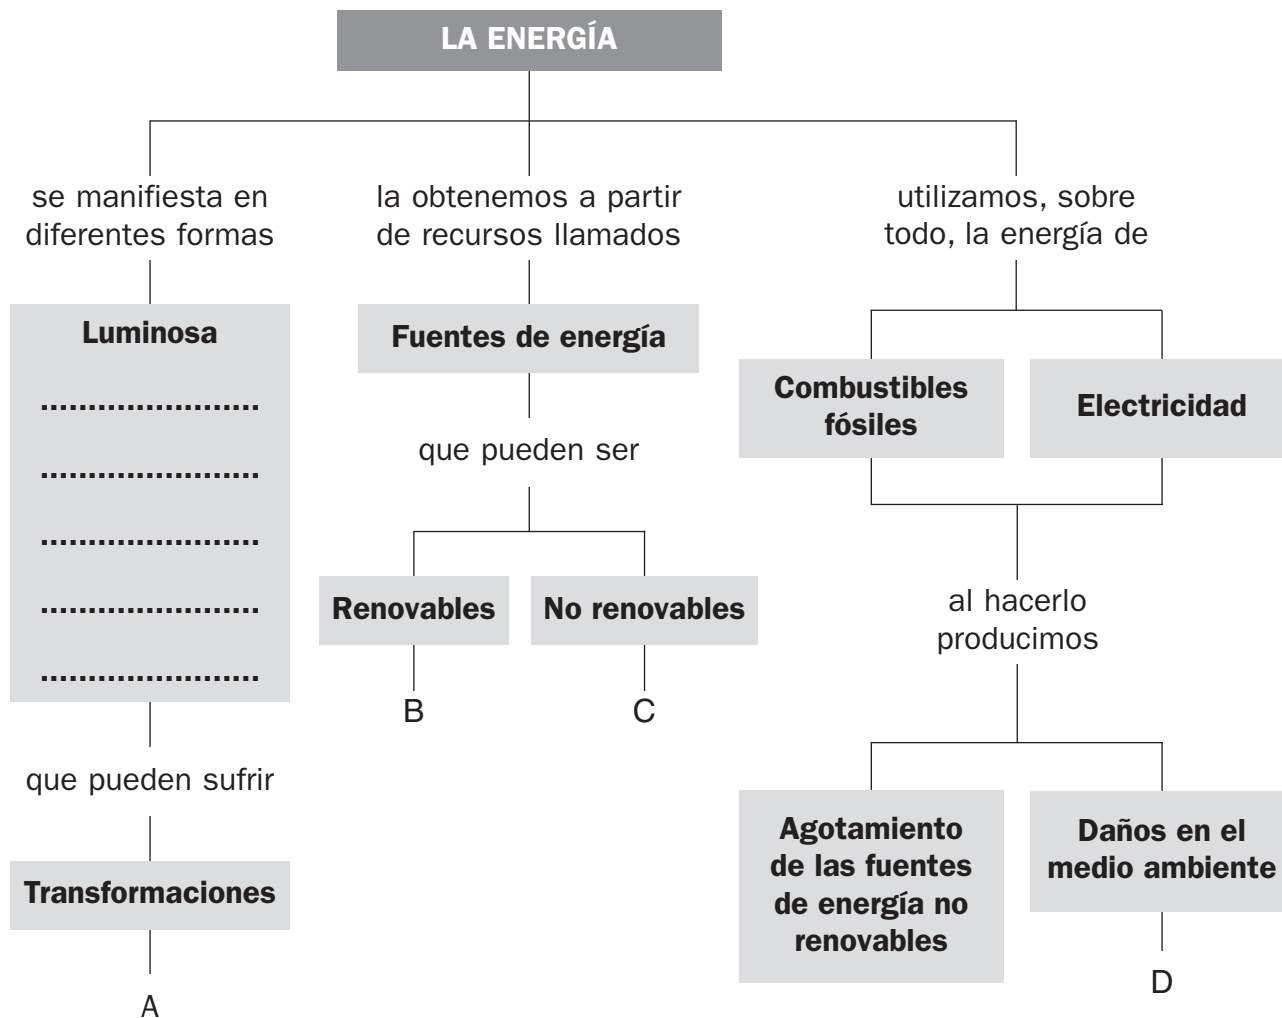 LA ENERGÍA
se manifiesta en
diferentes formas
Luminosa
.......................
.......................
.......................
.......................
.......................
que pueden sufrir
Transformaciones
A
la obtenemos a partir
de recursos llamados
Fuentes de energía
que pueden ser
Renovables
B
No renovables
C
utilizamos, sobre
todo, la energía de
Combustibles
fósiles
Electricidad
al hacerlo
producimos
Agotamiento
de las fuentes
de energía no
renovables
Daños en el
medio ambiente
D